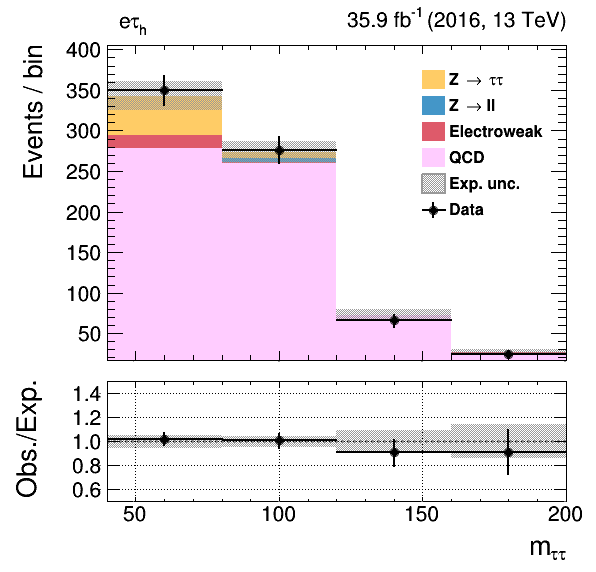 eτh 35.9 fb⁻¹ (2016, 13 TeV)
Events / bin
400
350
300
250
200
150
100
50
Z → ττ
Z → ll
Electroweak
QCD
Exp. unc.
Data
Obs./Exp.
1.4
1.2
1.0
0.8
0.6
50 100 150 200
mττ